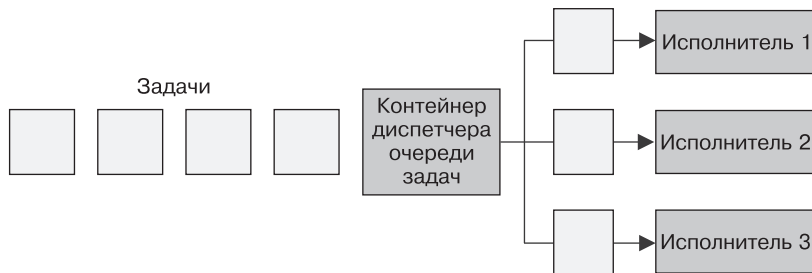 Задачи
Контейнер
диспетчера
очереди
задач
Исполнитель 1
Исполнитель 2
Исполнитель 3